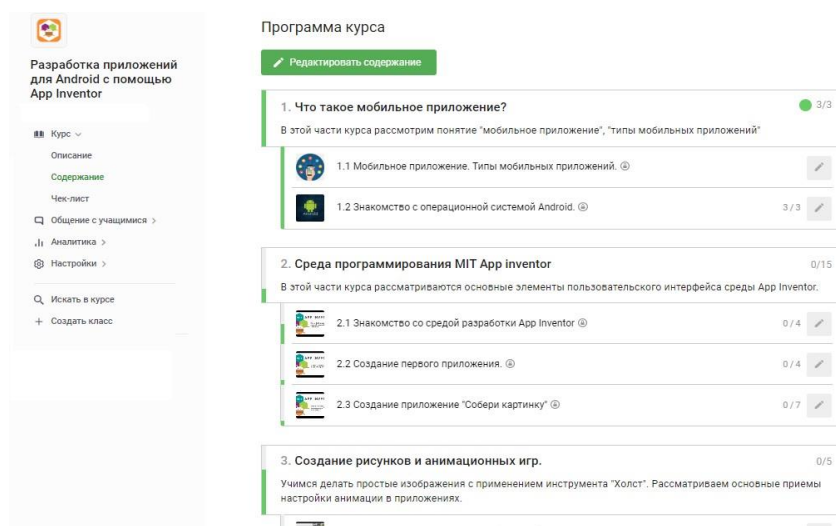 Разработка приложений
для Android с помощью
App Inventor
Курс
Описание
Содержание
Чек-лист
Общение с учащимися
Аналитика
Настройки
Искать в курсе
Создать класс
Программа курса
Редактировать содержание
1. Что такое мобильное приложение?
3/3
В этой части курса рассмотрим понятие "мобильное приложение", "типы мобильных приложений"
1.1 Мобильное приложение. Типы мобильных приложений.
1.2 Знакомство с операционной системой Android.
3 / 3
2. Среда программирования MIT App inventor
0/15
В этой части курса рассматриваются основные элементы пользовательского интерфейса среды App Inventor.
2.1 Знакомство со средой разработки App Inventor
0 / 4
2.2 Создание первого приложения.
0 / 4
2.3 Создание приложение "Собери картинку"
0 / 7
3. Создание рисунков и анимационных игр.
0/5
Учимся делать простые изображения с применением инструмента "Холст". Рассматриваем основные приемы
настройки анимации в приложениях.